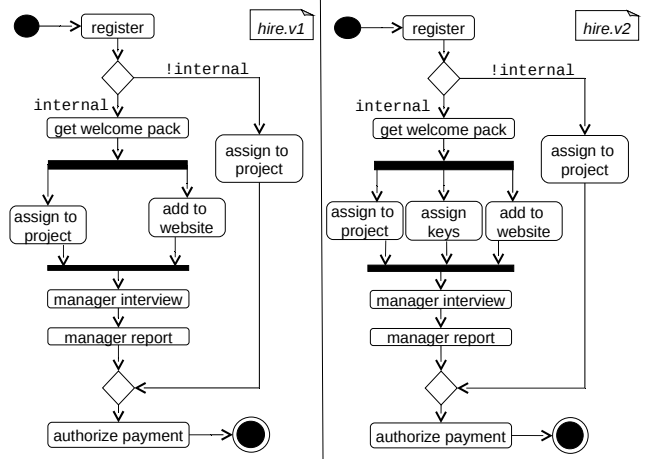 register
hire.v1
!internal
internal
get welcome pack
assign to
project
assign to
project
add to
website
manager interview
manager report
authorize payment
register
hire.v2
!internal
internal
get welcome pack
assign to
project
assign to
project
assign
keys
add to
website
manager interview
manager report
authorize payment